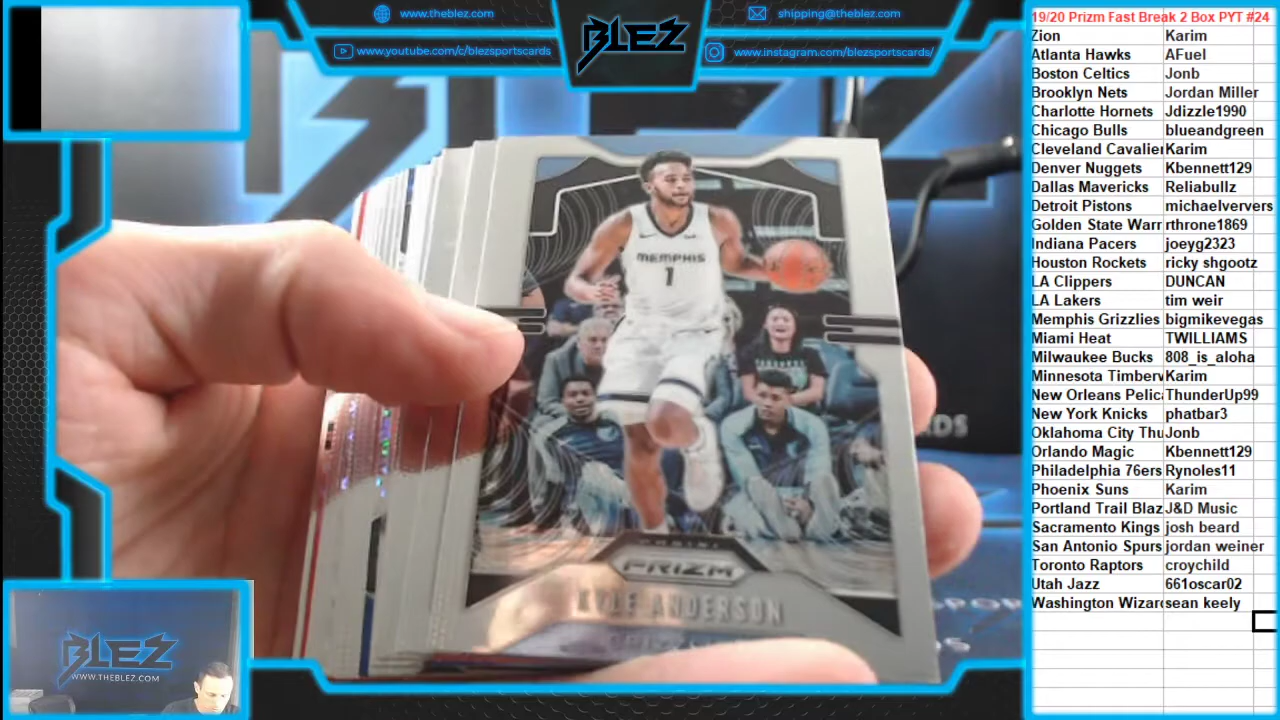 www.theblez.com
shipping@theblez.com
www.youtube.com/c/blezsportscards
www.instagram.com/blezsportscards/
BLEZ
19/20 Prizm Fast Break 2 Box PYT #24
Zion Karim
Atlanta Hawks AFuel
Boston Celtics Jonb
Brooklyn Nets Jordan Miller
Charlotte Hornets Jdizzle1990
Chicago Bulls blueandgreen
Cleveland Cavalier Karim
Denver Nuggets Kbennett129
Dallas Mavericks Reliabullz
Detroit Pistons michaelververs
Golden State Warr rthrone1869
Indiana Pacers joeyg2323
Houston Rockets ricky shgootz
LA Clippers DUNCAN
LA Lakers tim weir
Memphis Grizzlies bigmikevegas
Miami Heat TWILLIAMS
Milwaukee Bucks 808_is_aloha
Minnesota Timberv Karim
New Orleans Pelic ThunderUp99
New York Knicks phatbar3
Oklahoma City Thu Jonb
Orlando Magic Kbennett129
Philadelphia 76ers Rynoles11
Phoenix Suns Karim
Portland Trail Blaz J&D Music
Sacramento Kings josh beard
San Antonio Spurs jordan weiner
Toronto Raptors croychild
Utah Jazz 661oscar02
Washington Wizar sean keely
MEMPHIS
1
PANINI
PRIZM
KYLE ANDERSON
BLEZ
WWW.THEBLEZ.COM